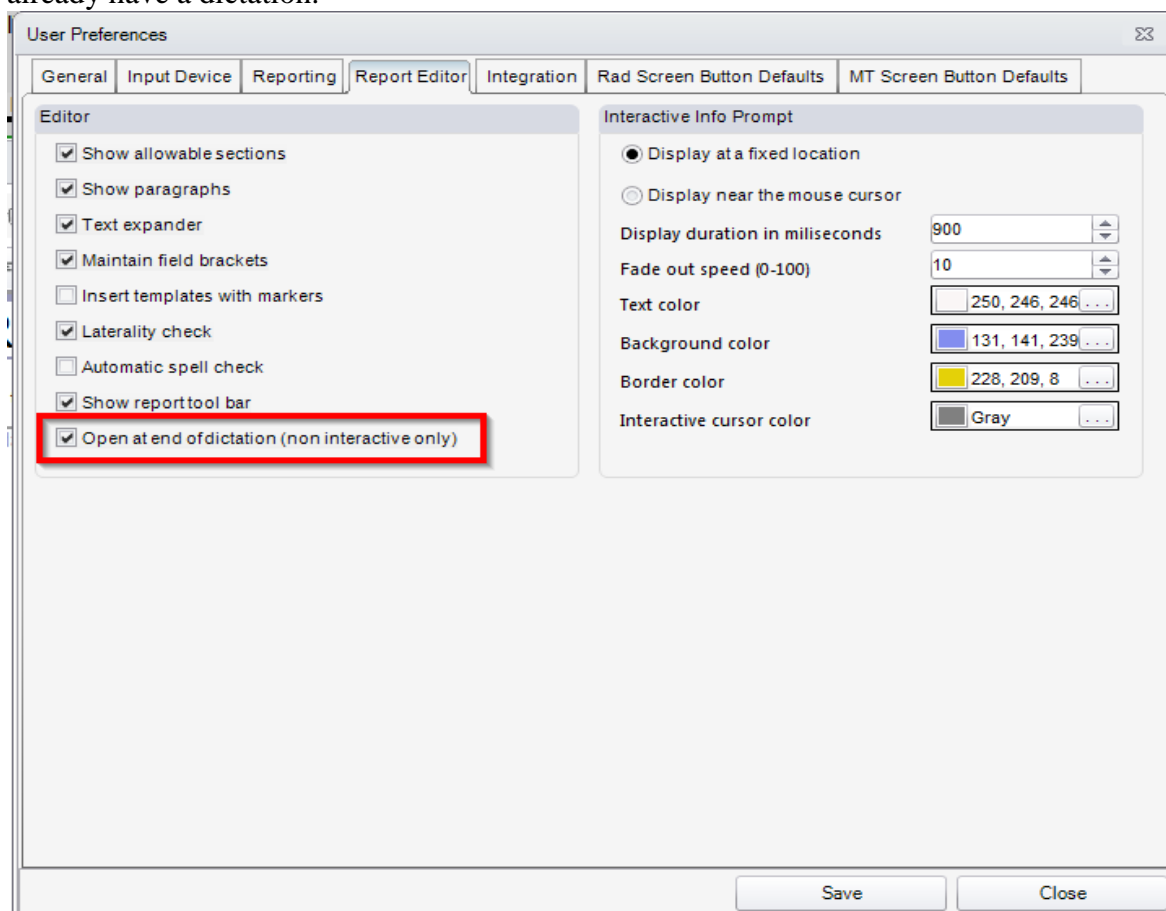 already have a dictation.
User Preferences
General Input Device Reporting Report Editor Integration Rad Screen Button Defaults MT Screen Button Defaults
Editor
Show allowable sections
Show paragraphs
Text expander
Maintain field brackets
Insert templates with markers
Laterality check
Automatic spell check
Show report tool bar
Open at end of dictation (non interactive only)
Interactive Info Prompt
Display at a fixed location
Display near the mouse cursor
Display duration in miliseconds 900
Fade out speed (0-100) 10
Text color 250, 246, 246 ...
Background color 131, 141, 239 ...
Border color 228, 209, 8 ...
Interactive cursor color Gray ...
Save Close